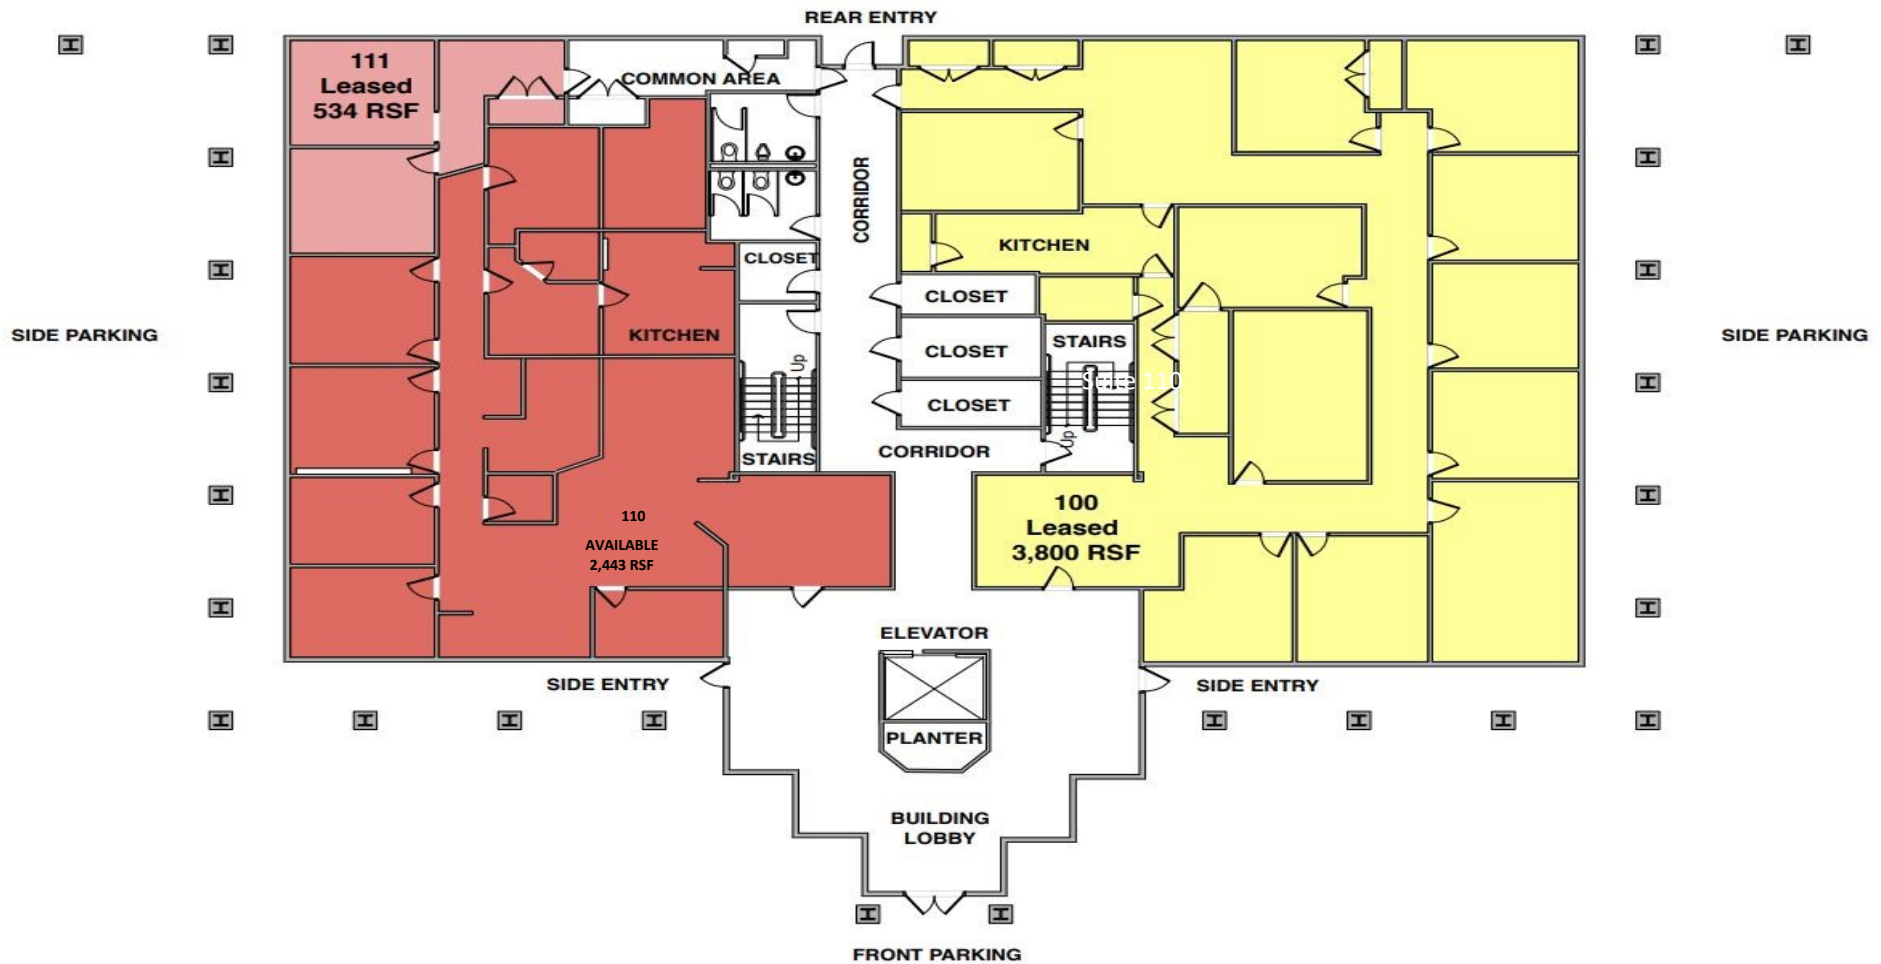 REAR ENTRY
111
Leased
534 RSF
COMMON AREA
CORRIDOR
CLOSET
KITCHEN
KITCHEN
CLOSET
CLOSET
CLOSET
STAIRS
Suite 110
Up
Up
STAIRS
CORRIDOR
SIDE PARKING
SIDE PARKING
110
AVAILABLE
2,443 RSF
100
Leased
3,800 RSF
ELEVATOR
SIDE ENTRY
SIDE ENTRY
PLANTER
BUILDING
LOBBY
FRONT PARKING